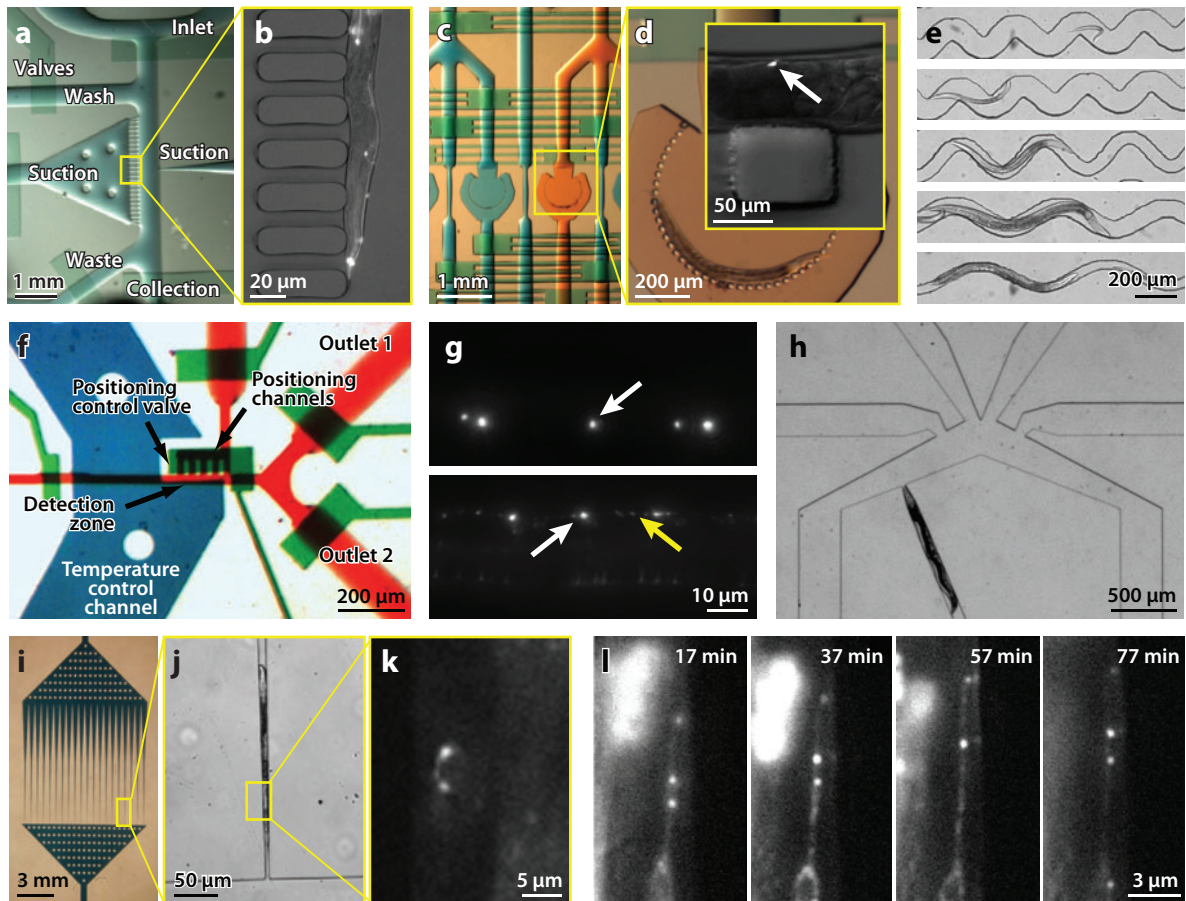 a
Inlet
Valves
Wash
Suction
Suction
Waste
Collection
1 mm
b
20 µm
c
1 mm
d
50 µm
200 µm
e
200 µm
f
Outlet 1
Positioning
control valve
Positioning
channels
Detection
zone
Outlet 2
Temperature
control
channel
200 µm
g
10 µm
h
500 µm
i
3 mm
j
50 µm
k
5 µm
l
17 min
37 min
57 min
77 min
3 µm